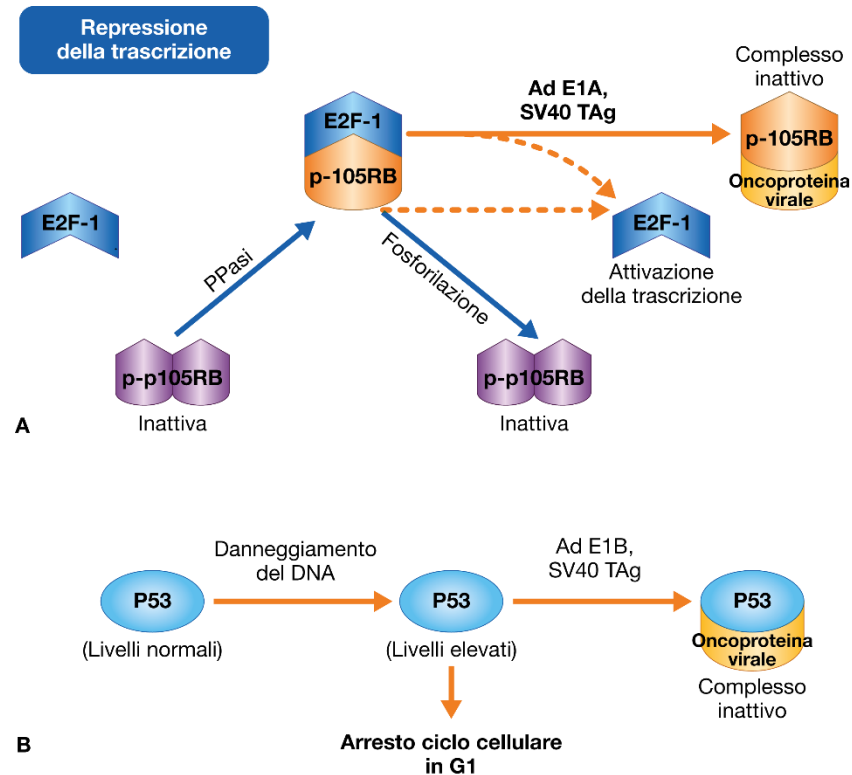 Repressione
della trascrizione
Complesso
inattivo
Ad E1A,
SV40 TAg
E2F-1
p-105RB
p-105RB
Oncoproteina
virale
E2F-1
E2F-1
Attivazione
della trascrizione
PPasi
Fosforilazione
p-p105RB
p-p105RB
Inattiva
Inattiva
A
Danneggiamento
del DNA
Ad E1B,
SV40 TAg
P53
P53
P53
(Livelli normali)
(Livelli elevati)
Oncoproteina
virale
Complesso
inattivo
Arresto ciclo cellulare
in G1
B